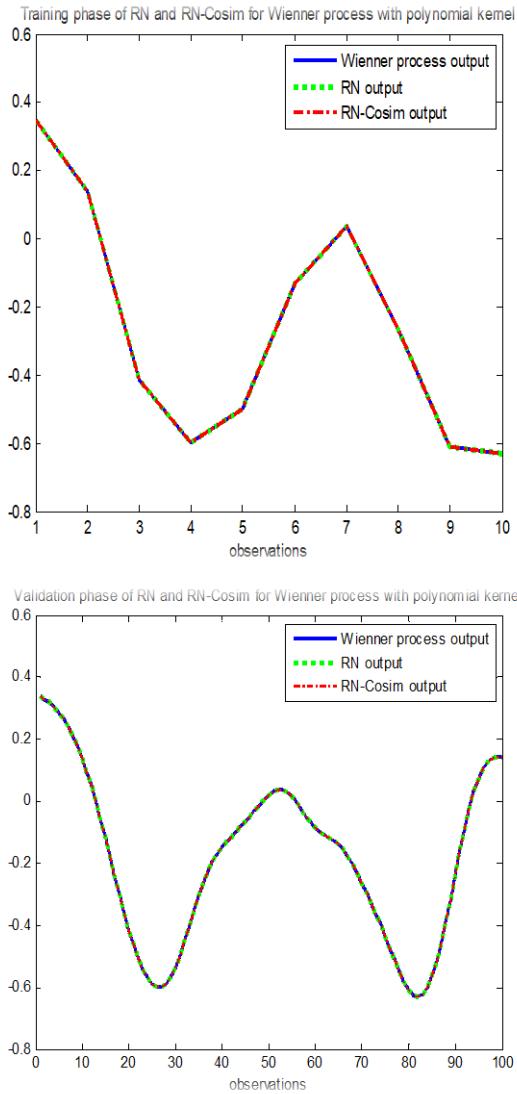 Training phase of RN and RN-Cosim for Wienner process with polynomial kernel
0.6
0.4
0.2
0
-0.2
-0.4
-0.6
-0.8
Wienner process output
RN output
RN-Cosim output
1 2 3 4 5 6 7 8 9 10
observations
Validation phase of RN and RN-Cosim for Wienner process with polynomial kerne
0.6
0.4
0.2
0
-0.2
-0.4
-0.6
-0.8
Wienner process output
RN output
RN-Cosim output
0 10 20 30 40 50 60 70 80 90 100
observations